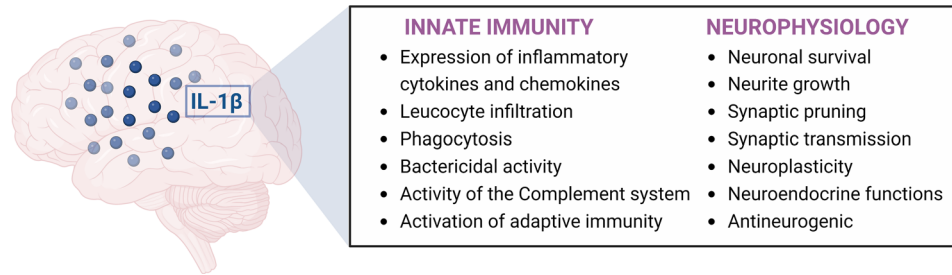 IL-1β
INNATE IMMUNITY
• Expression of inflammatory
cytokines and chemokines
• Leucocyte infiltration
• Phagocytosis
• Bactericidal activity
• Activity of the Complement system
• Activation of adaptive immunity
NEUROPHYSIOLOGY
• Neuronal survival
• Neurite growth
• Synaptic pruning
• Synaptic transmission
• Neuroplasticity
• Neuroendocrine functions
• Antineurogenic